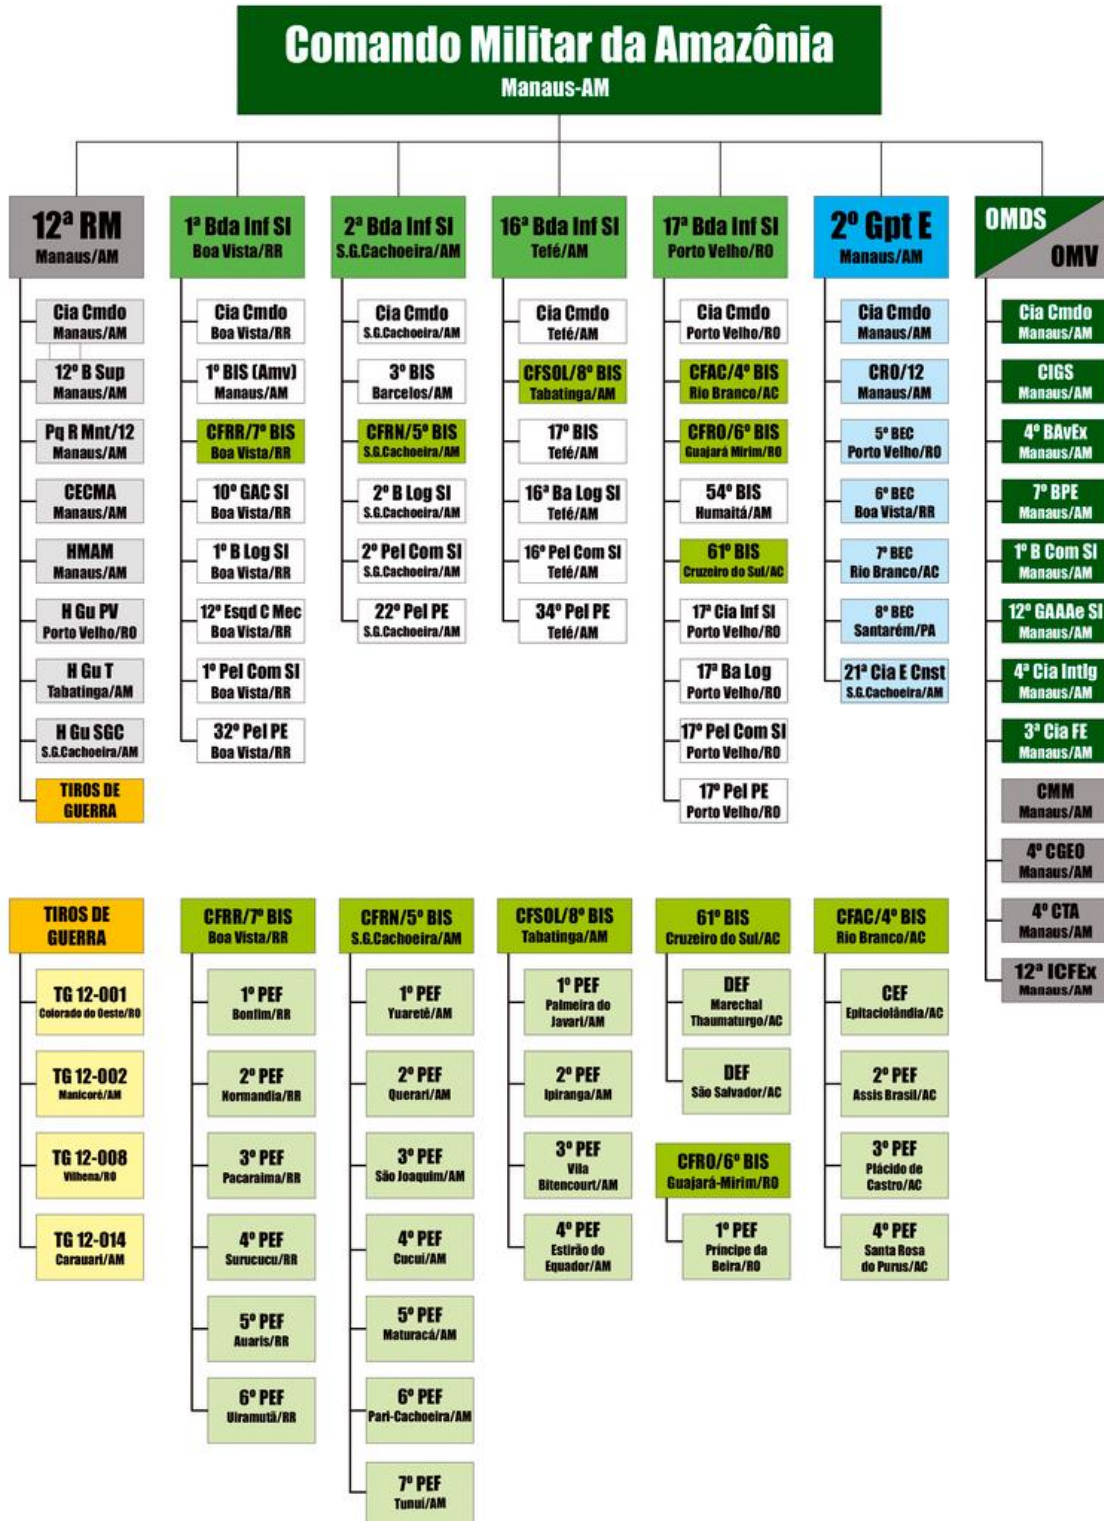 Comando Militar da Amazônia
Manaus-AM
12ª RM
Manaus/AM
Cia Cmdo
Manaus/AM
12º B Sup
Manaus/AM
Pq R Mnt/12
Manaus/AM
CECMA
Manaus/AM
HMAM
Manaus/AM
H Gu PV
Porto Velho/RO
H Gu T
Tabatinga/AM
H Gu SGC
S.G.Cachoeira/AM
TIROS DE
GUERRA
1ª Bda Inf SI
Boa Vista/RR
Cia Cmdo
Boa Vista/RR
1º BIS (Amv)
Manaus/AM
CFRR/7º BIS
Boa Vista/RR
10º GAC SI
Boa Vista/RR
1º B Log SI
Boa Vista/RR
12º Esqd C Mec
Boa Vista/RR
1º Pel Com SI
Boa Vista/RR
32º Pel PE
Boa Vista/RR
2ª Bda Inf SI
S.G.Cachoeira/AM
Cia Cmdo
S.G.Cachoeira/AM
3º BIS
Barcelos/AM
CFRN/5º BIS
S.G.Cachoeira/AM
2º B Log SI
S.G.Cachoeira/AM
2º Pel Com SI
S.G.Cachoeira/AM
22º Pel PE
S.G.Cachoeira/AM
16ª Bda Inf SI
Tefé/AM
Cia Cmdo
Tefé/AM
CFSOL/8º BIS
Tabatinga/AM
17º BIS
Tefé/AM
16ª Ba Log SI
Tefé/AM
16º Pel Com SI
Tefé/AM
34º Pel PE
Tefé/AM
17ª Bda Inf SI
Porto Velho/RO
Cia Cmdo
Porto Velho/RO
CFAC/4º BIS
Rio Branco/AC
CFRO/6º BIS
Guajará Mirim/RO
54º BIS
Humaitá/AM
61º BIS
Cruzeiro do Sul/AC
17ª Cia Inf SI
Porto Velho/RO
17ª Ba Log
Porto Velho/RO
17º Pel Com SI
Porto Velho/RO
17º Pel PE
Porto Velho/RO
2º Gpt E
Manaus/AM
Cia Cmdo
Manaus/AM
CRO/12
Manaus/AM
5º BEC
Porto Velho/RO
6º BEC
Boa Vista/RR
7º BEC
Rio Branco/AC
8º BEC
Santarém/PA
21ª Cia E Cnst
S.G.Cachoeira/AM
OMDS
OMV
Cia Cmdo
Manaus/AM
CIGS
Manaus/AM
4º BAvEx
Manaus/AM
7º BPE
Manaus/AM
1º B Com SI
Manaus/AM
12º GAAAe SI
Manaus/AM
4ª Cia Intlg
Manaus/AM
3ª Cia FE
Manaus/AM
CMM
Manaus/AM
4º CGEO
Manaus/AM
4º CTA
Manaus/AM
12ª ICFEx
Manaus/AM
TIROS DE
GUERRA
TG 12-001
Colorado do Oeste/RO
TG 12-002
Manicoré/AM
TG 12-008
Vilhena/RO
TG 12-014
Carauari/AM
CFRR/7º BIS
Boa Vista/RR
1º PEF
Bonfim/RR
2º PEF
Normandia/RR
3º PEF
Pacaraima/RR
4º PEF
Surucucu/RR
5º PEF
Auaris/RR
6º PEF
Uiramutã/RR
CFRN/5º BIS
S.G.Cachoeira/AM
1º PEF
Yuaretê/AM
2º PEF
Querari/AM
3º PEF
São Joaquim/AM
4º PEF
Cucuí/AM
5º PEF
Maturacá/AM
6º PEF
Pari-Cachoeira/AM
7º PEF
Tunuí/AM
CFSOL/8º BIS
Tabatinga/AM
1º PEF
Palmeira do
Javari/AM
2º PEF
Ipiranga/AM
3º PEF
Vila
Bitencourt/AM
4º PEF
Estirão do
Equador/AM
61º BIS
Cruzeiro do Sul/AC
DEF
Marechal
Thaumaturgo/AC
DEF
São Salvador/AC
CFRO/6º BIS
Guajará-Mirim/RO
1º PEF
Príncipe da
Beira/RO
CFAC/4º BIS
Rio Branco/AC
CEF
Epitaciolândia/AC
2º PEF
Assis Brasil/AC
3º PEF
Plácido de
Castro/AC
4º PEF
Santa Rosa
do Purus/AC